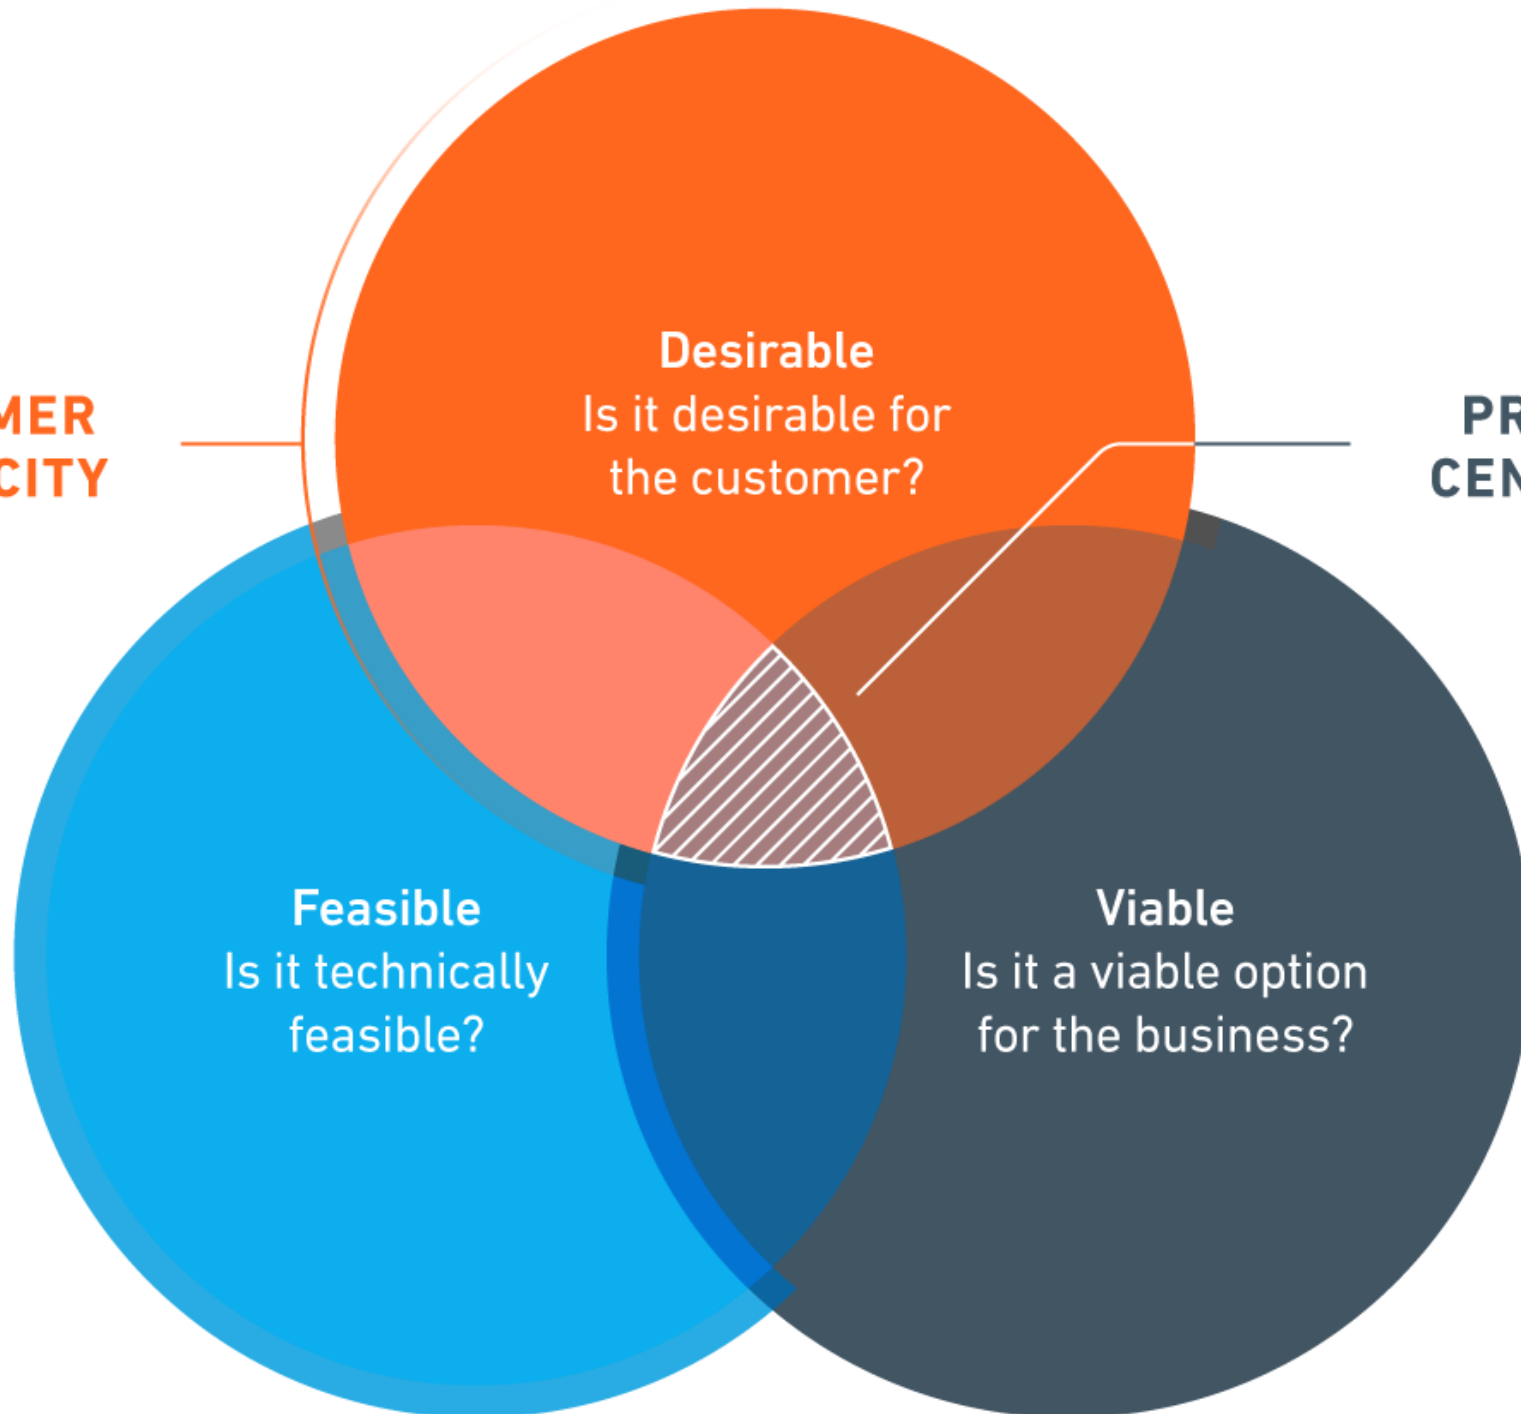 Desirable
Is it desirable for
the customer?
MER
CITY
PR
CEN
Feasible
Is it technically
feasible?
Viable
Is it a viable option
for the business?